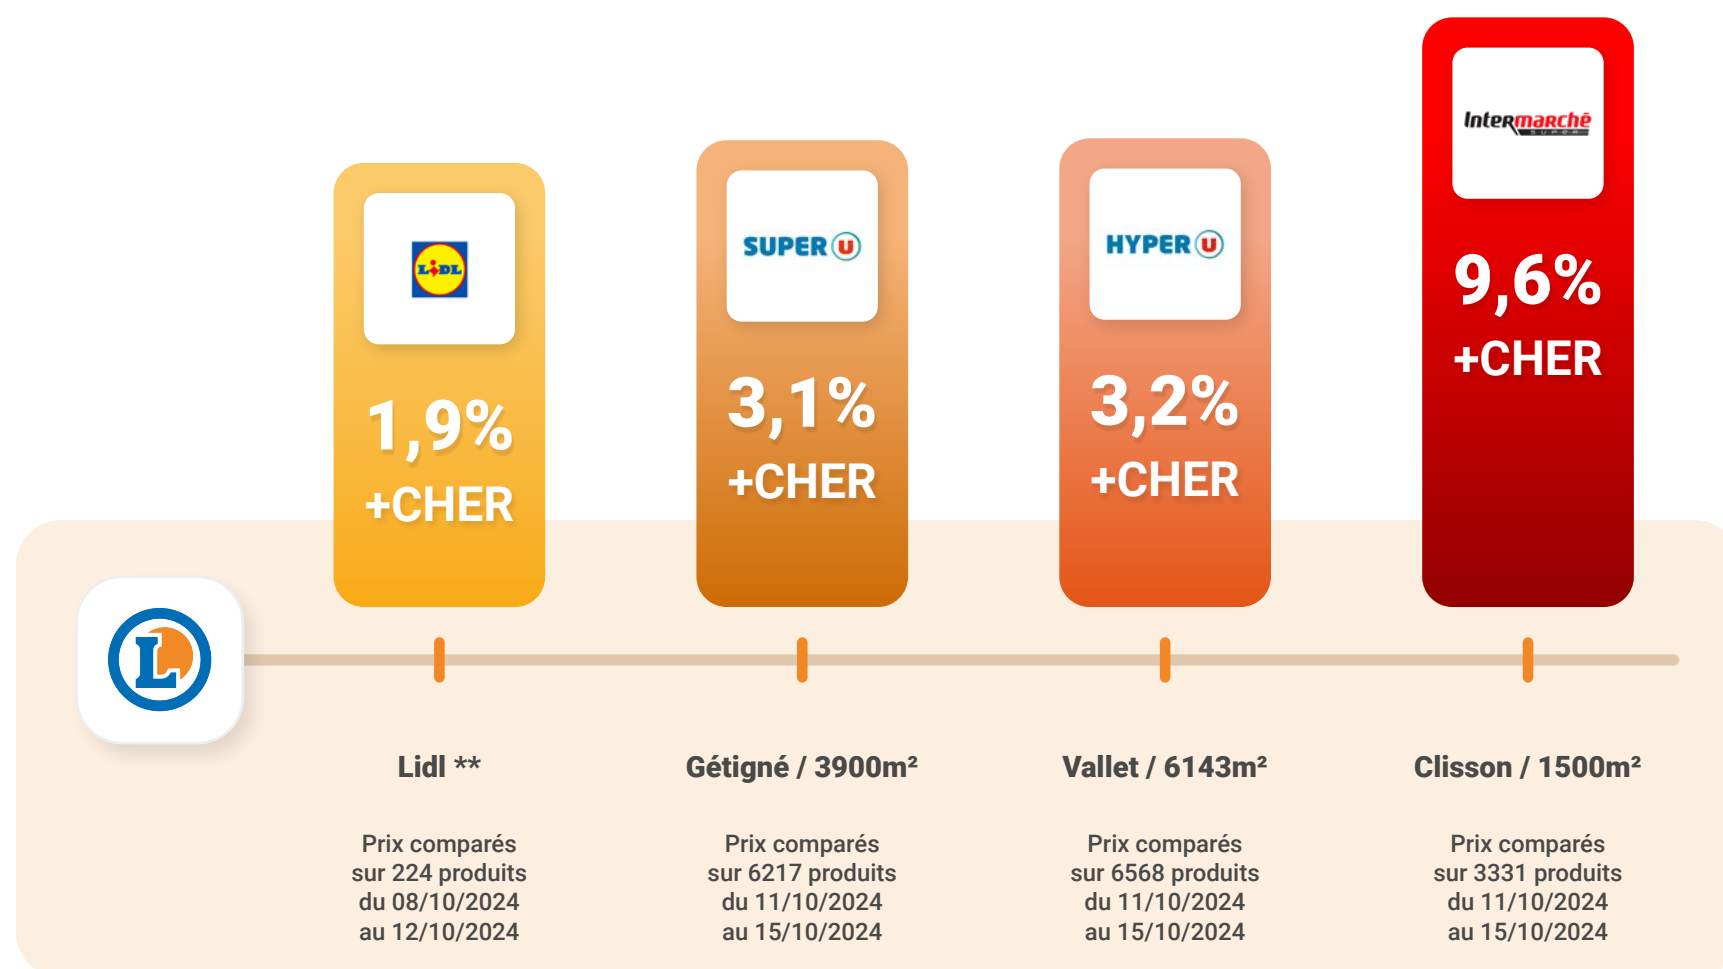 LiDL
1,9%
+CHER
SUPER U
3,1%
+CHER
HYPER U
3,2%
+CHER
Intermarchē
SUPER
9,6%
+CHER
L
Lidl **
Prix comparés
sur 224 produits
du 08/10/2024
au 12/10/2024
Gétigné / 3900m²
Prix comparés
sur 6217 produits
du 11/10/2024
au 15/10/2024
Vallet / 6143m²
Prix comparés
sur 6568 produits
du 11/10/2024
au 15/10/2024
Clisson / 1500m²
Prix comparés
sur 3331 produits
du 11/10/2024
au 15/10/2024